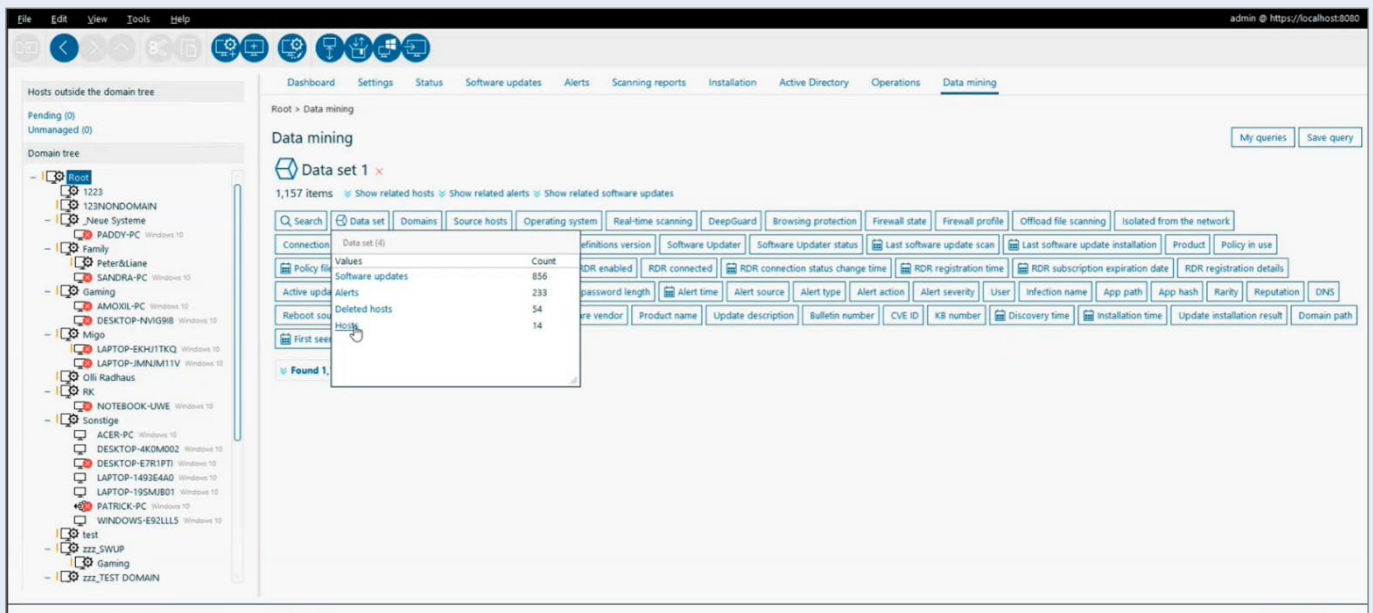 File Edit View Tools Help
admin @ https://localhost:8080
Hosts outside the domain tree
Pending (0)
Unmanaged (0)
Domain tree
Root
1223
123NONDOMAIN
_Neue Systeme
PADDY-PC Windows 10
Family
Peter&Liane
SANDRA-PC Windows 10
Gaming
AMOXIL-PC Windows 10
DESKTOP-NVIG9I8 Windows 10
Migo
LAPTOP-EKHJ1TKQ Windows 10
LAPTOP-JMNJM11V Windows 10
Olli Radhaus
RK
NOTEBOOK-UWE Windows 10
Sonstige
ACER-PC Windows 10
DESKTOP-4K0M002 Windows 10
DESKTOP-E7R1PTI Windows 10
LAPTOP-1493E4A0 Windows 10
LAPTOP-19SMJB01 Windows 10
PATRICK-PC Windows 10
WINDOWS-E92LLL5 Windows 10
test
zzz_SWUP
Gaming
zzz_TEST DOMAIN
Dashboard Settings Status Software updates Alerts Scanning reports Installation Active Directory Operations Data mining
Root > Data mining
Data mining
My queries Save query
Data set 1 ×
1,157 items Show related hosts Show related alerts Show related software updates
Search Data set Domains Source hosts Operating system Real-time scanning DeepGuard Browsing protection Firewall state Firewall profile Offload file scanning Isolated from the network
Connection efinitions version Software Updater Software Updater status Last software update scan Last software update installation Product Policy in use
Policy file RDR enabled RDR connected RDR connection status change time RDR registration time RDR subscription expiration date RDR registration details
Active upda password length Alert time Alert source Alert type Alert action Alert severity User Infection name App path App hash Rarity Reputation DNS
Reboot sou re vendor Product name Update description Bulletin number CVE ID KB number Discovery time Installation time Update installation result Domain path
First seen
Found 1,
Data set (4)
Values Count
Software updates 856
Alerts 233
Deleted hosts 54
Hosts 14